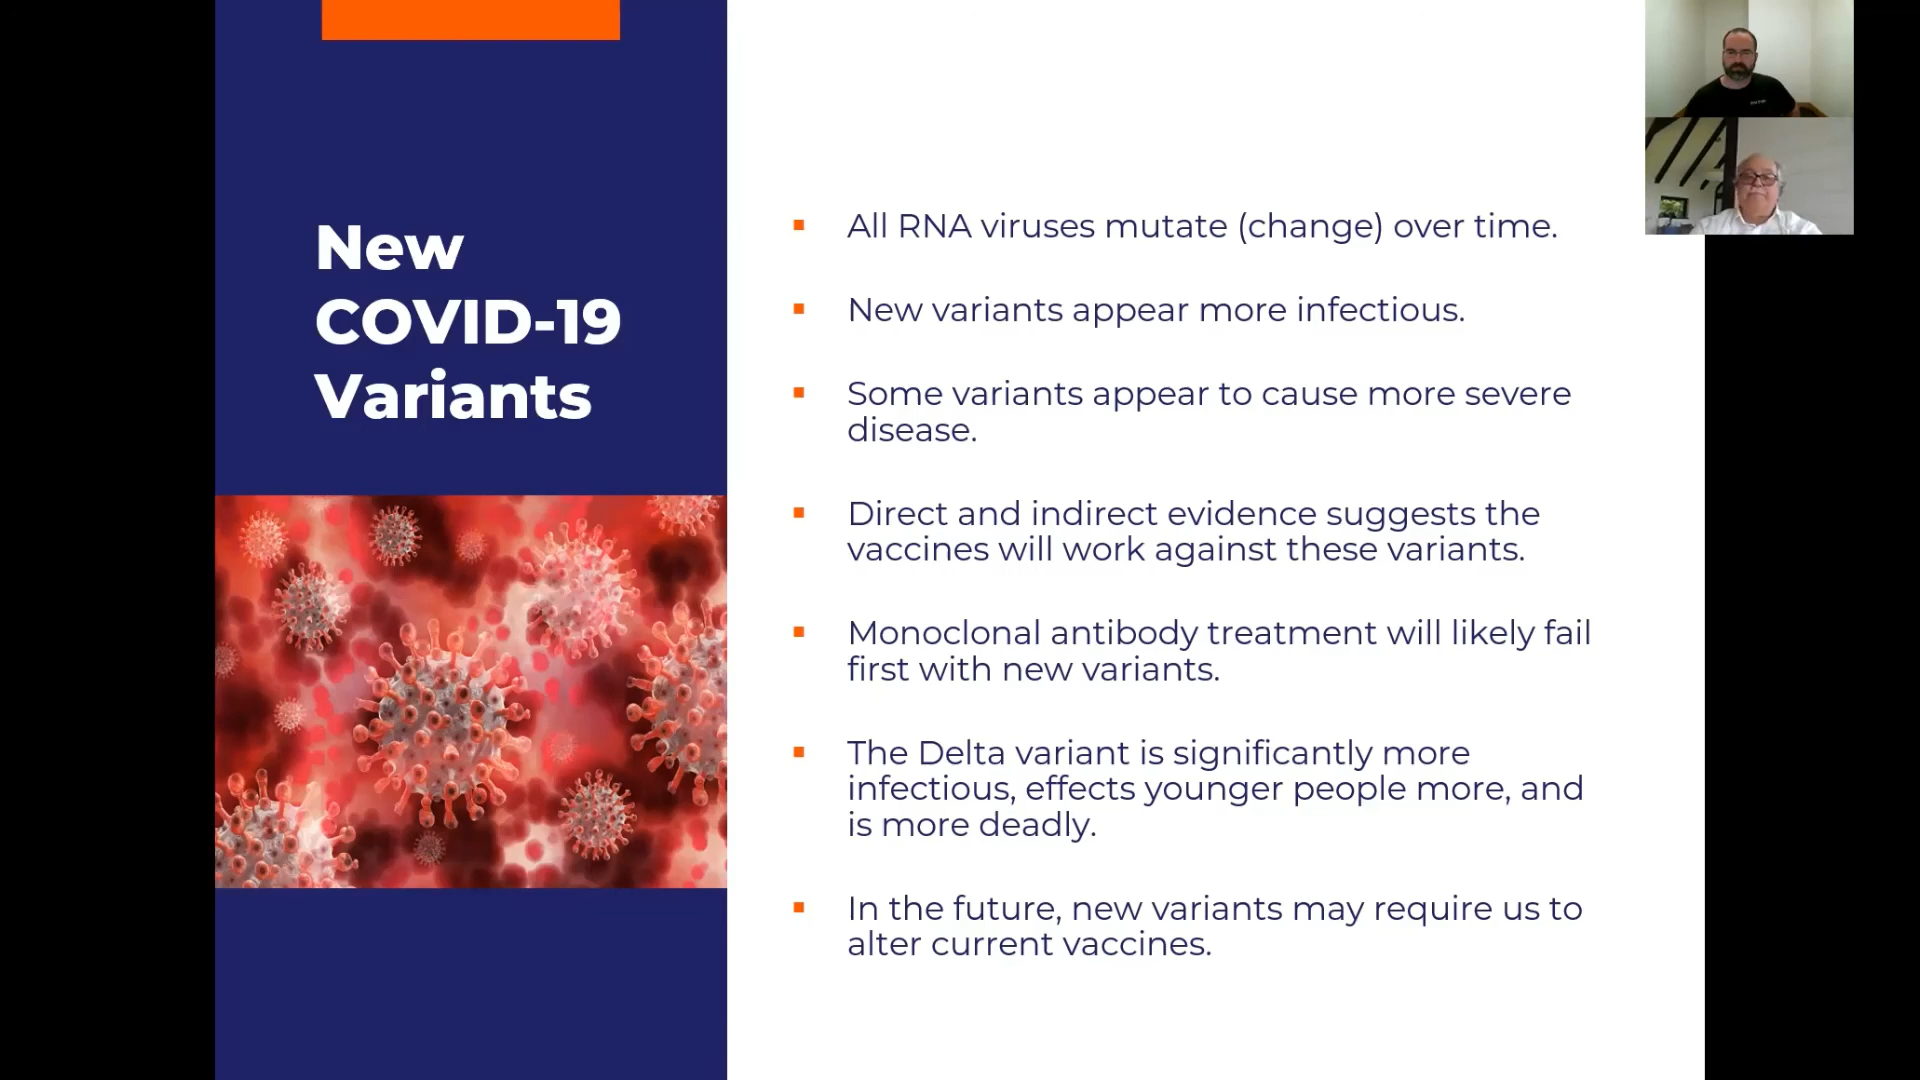 New
COVID-19
Variants
All RNA viruses mutate (change) over time.
New variants appear more infectious.
Some variants appear to cause more severe
disease.
Direct and indirect evidence suggests the
vaccines will work against these variants.
Monoclonal antibody treatment will likely fail
first with new variants.
The Delta variant is significantly more
infectious, effects younger people more, and
is more deadly.
In the future, new variants may require us to
alter current vaccines.